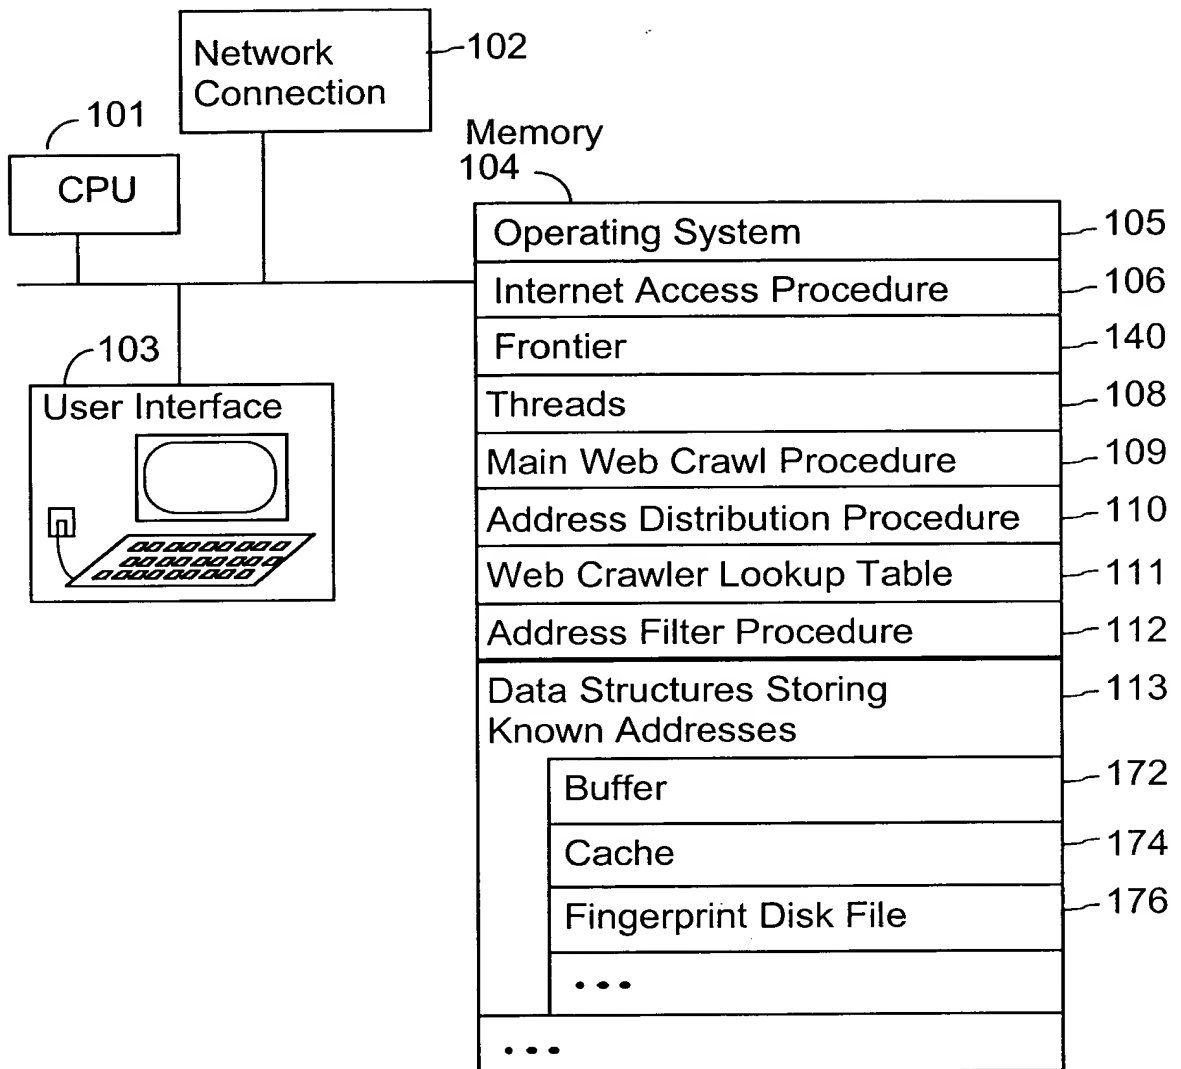 Network
Connection
102
101
CPU
Memory
104
Operating System
105
Internet Access Procedure
106
Frontier
140
Threads
108
Main Web Crawl Procedure
109
Address Distribution Procedure
110
Web Crawler Lookup Table
111
Address Filter Procedure
112
Data Structures Storing
Known Addresses
113
Buffer
172
Cache
174
Fingerprint Disk File
176
• • •
• • •
103
User Interface